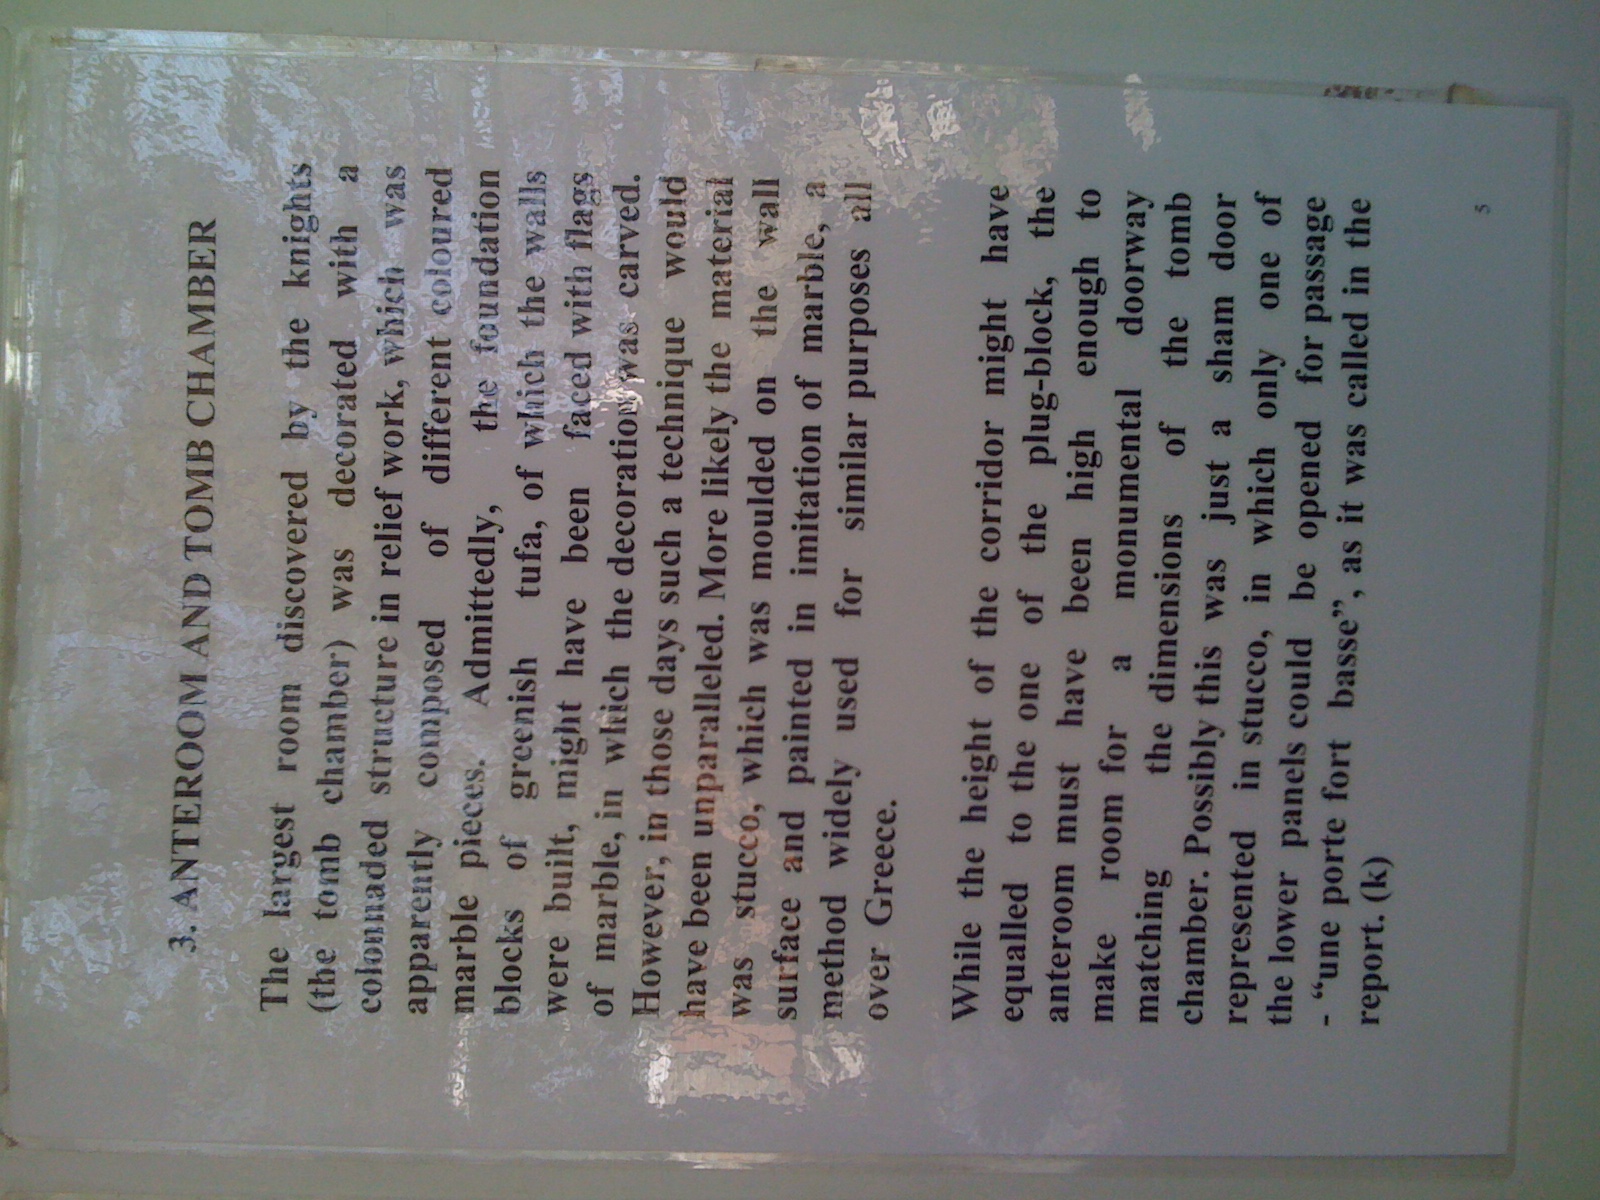 3. ANTEROOM AND TOMB CHAMBER
The largest room discovered by the knights
(the tomb chamber) was decorated with a
colonnaded structure in relief work, which was
apparently composed of different coloured
marble pieces. Admittedly, the foundation
blocks of greenish tufa, of which the walls
were built, might have been faced with flags
of marble, in which the decoration was carved.
However, in those days such a technique would
have been unparalleled. More likely the material
was stucco, which was moulded on the wall
surface and painted in imitation of marble, a
method widely used for similar purposes all
over Greece.
While the height of the corridor might have
equalled to the one of the plug-block, the
anteroom must have been high enough to
make room for a monumental doorway
matching the dimensions of the tomb
chamber. Possibly this was just a sham door
represented in stucco, in which only one of
the lower panels could be opened for passage
- “une porte fort basse”, as it was called in the
report. (k)
5